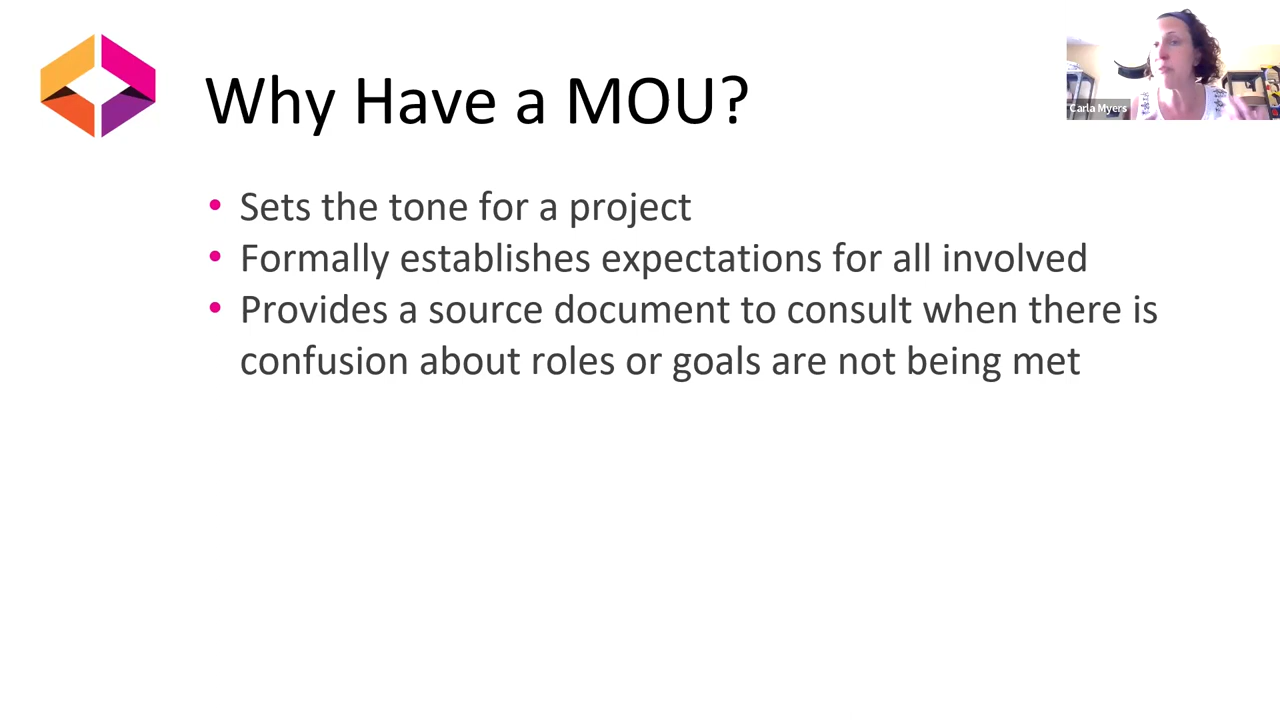 Why Have a MOU?
Carla Myers
• Sets the tone for a project
• Formally establishes expectations for all involved
• Provides a source document to consult when there is
confusion about roles or goals are not being met